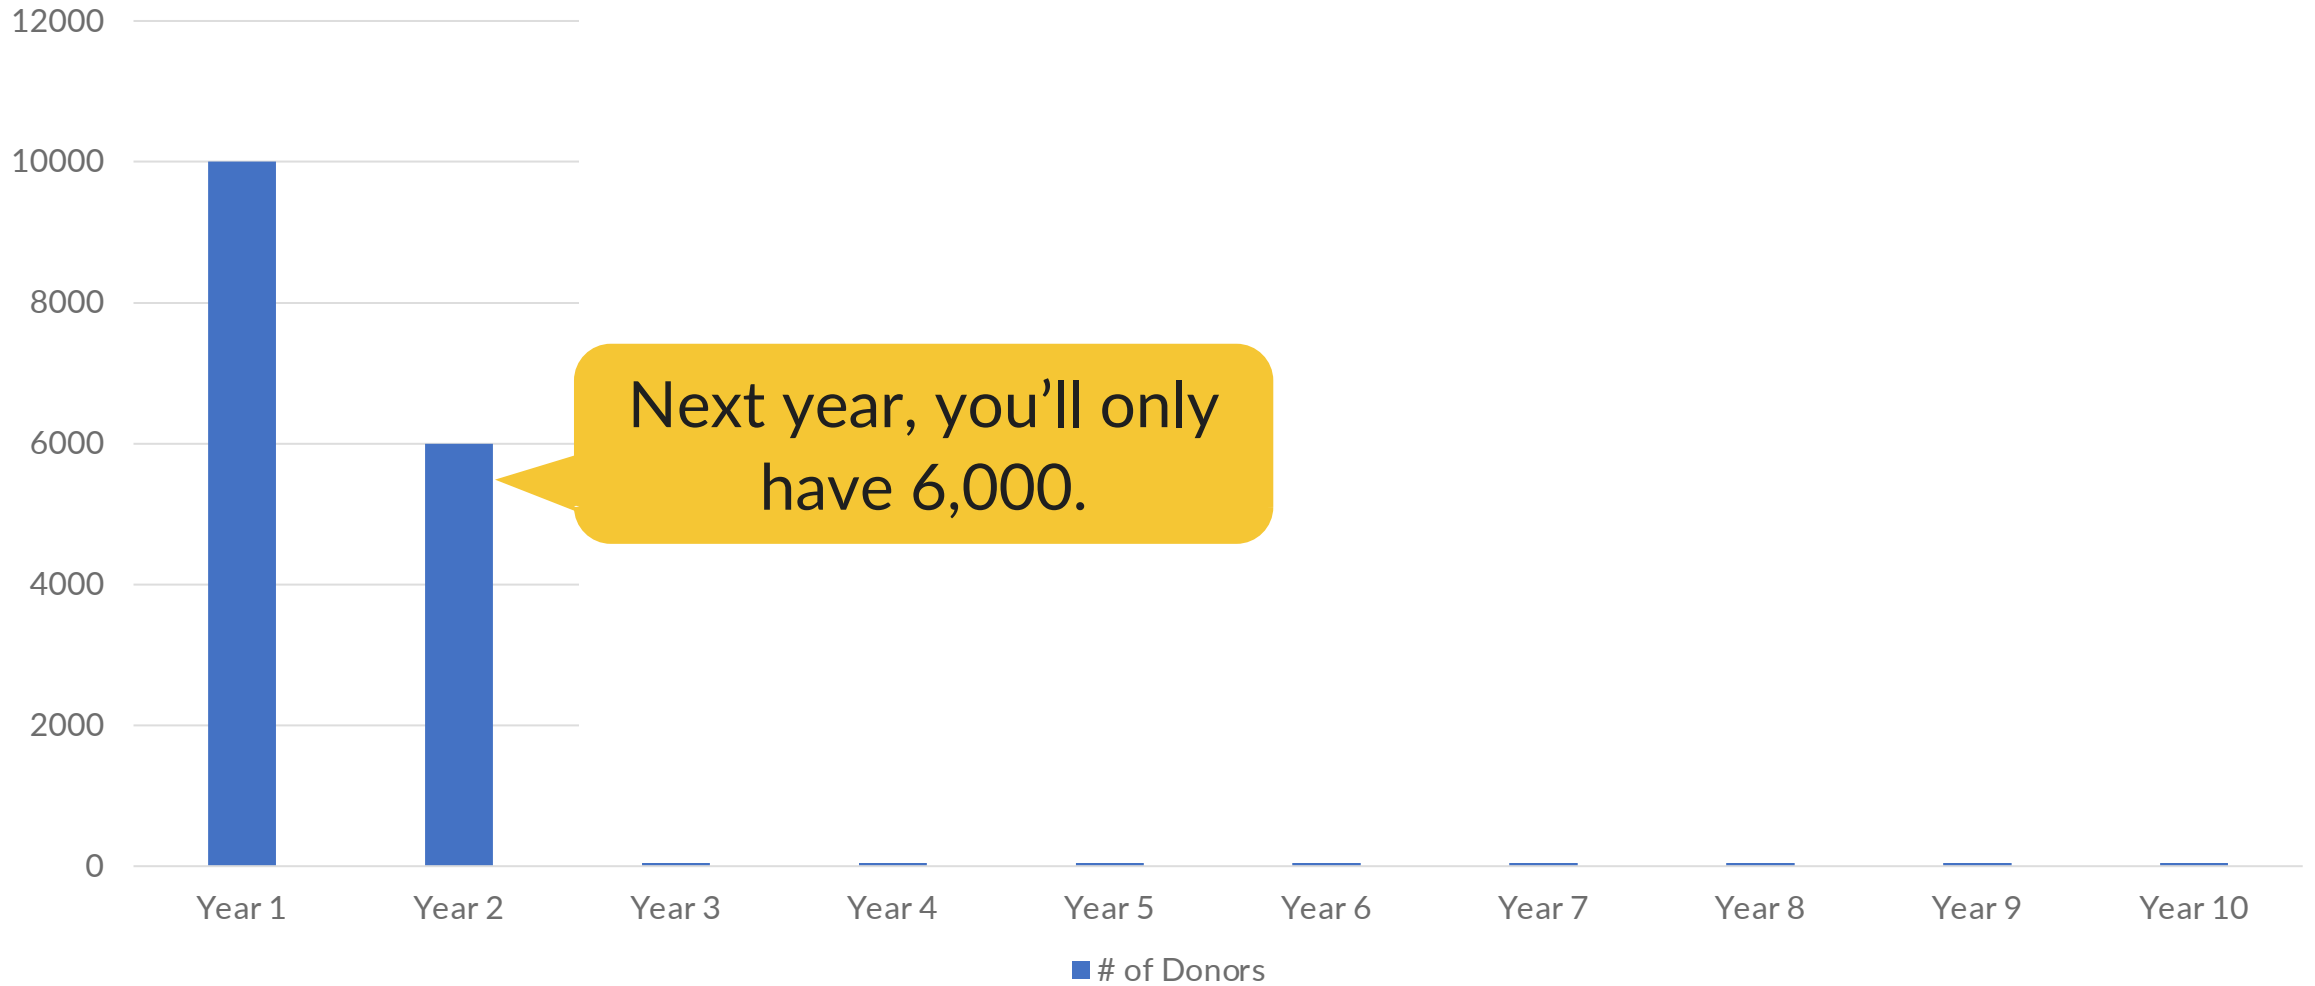 12000
10000
8000
6000
4000
2000
0
Next year, you’ll only
have 6,000.
Year 1 Year 2 Year 3 Year 4 Year 5 Year 6 Year 7 Year 8 Year 9 Year 10
# of Donors